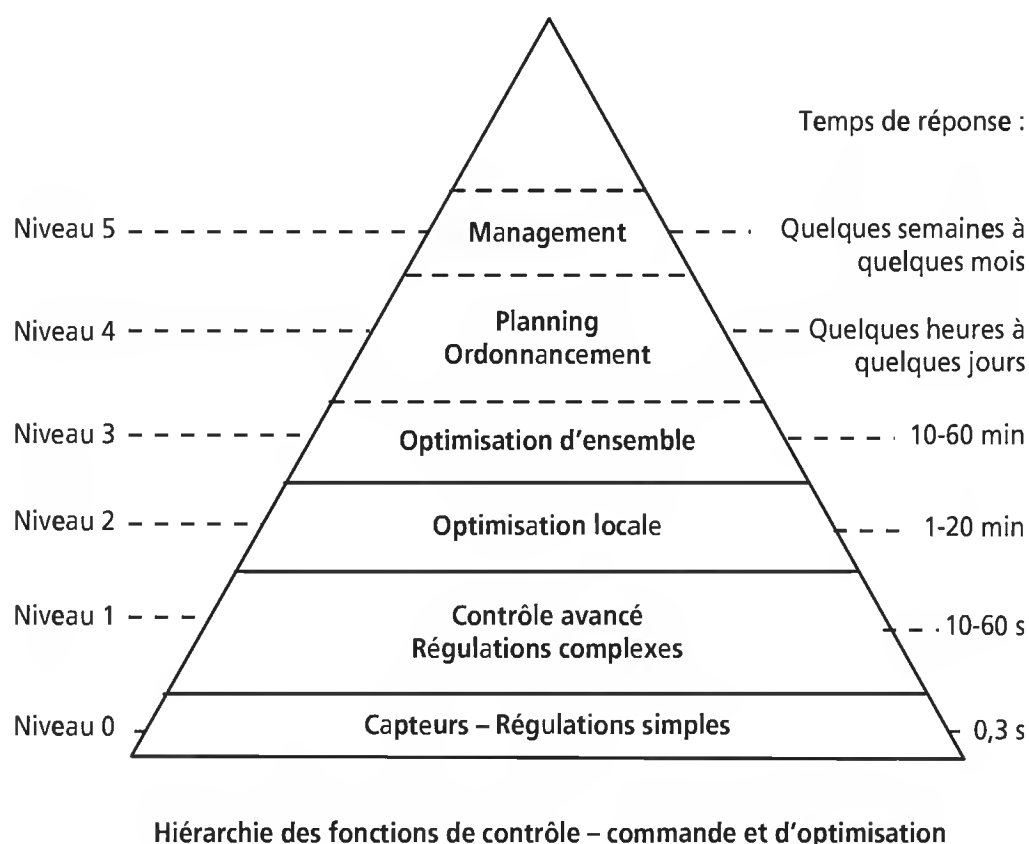 Temps de réponse :
Niveau 5
Management
Quelques semaines à
quelques mois
Niveau 4
Planning
Ordonnancement
Quelques heures à
quelques jours
Niveau 3
Optimisation d'ensemble
10-60 min
Niveau 2
Optimisation locale
1-20 min
Niveau 1
Contrôle avancé
Régulations complexes
10-60 s
Niveau 0
Capteurs – Régulations simples
0,3 s
Hiérarchie des fonctions de contrôle – commande et d'optimisation